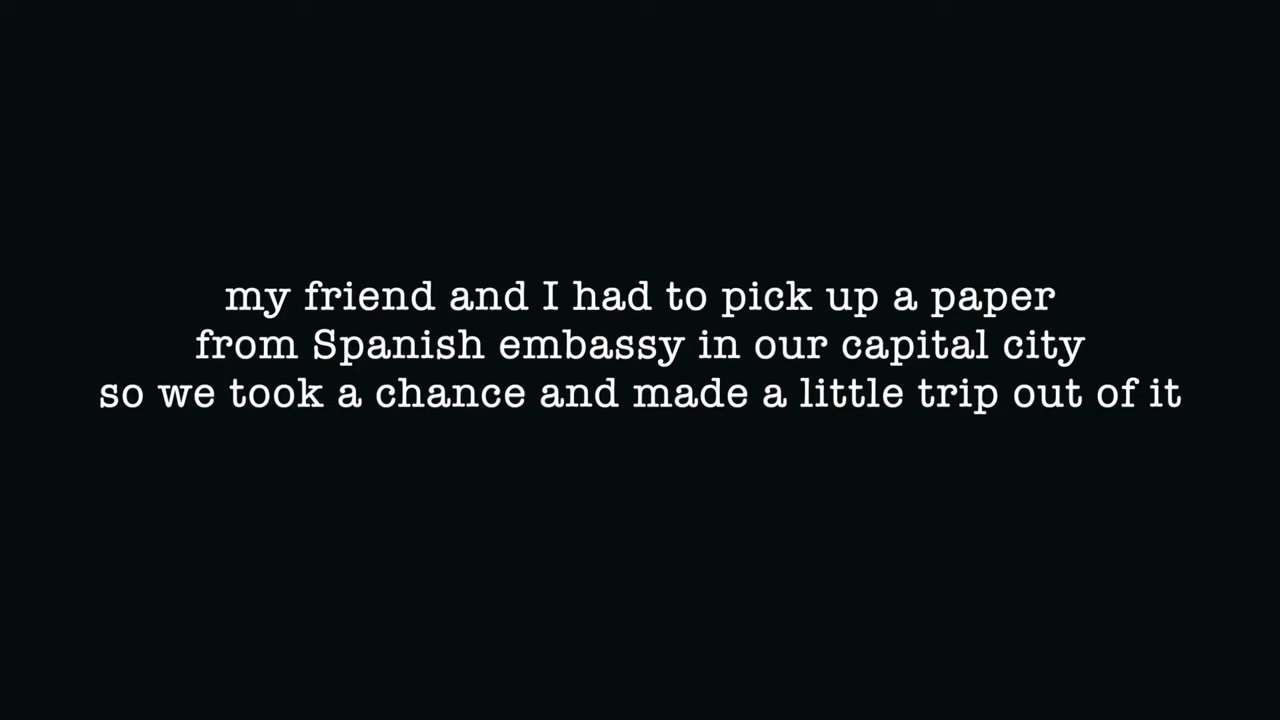 my friend and I had to pick up a paper
from Spanish embassy in our capital city
so we took a chance and made a little trip out of it